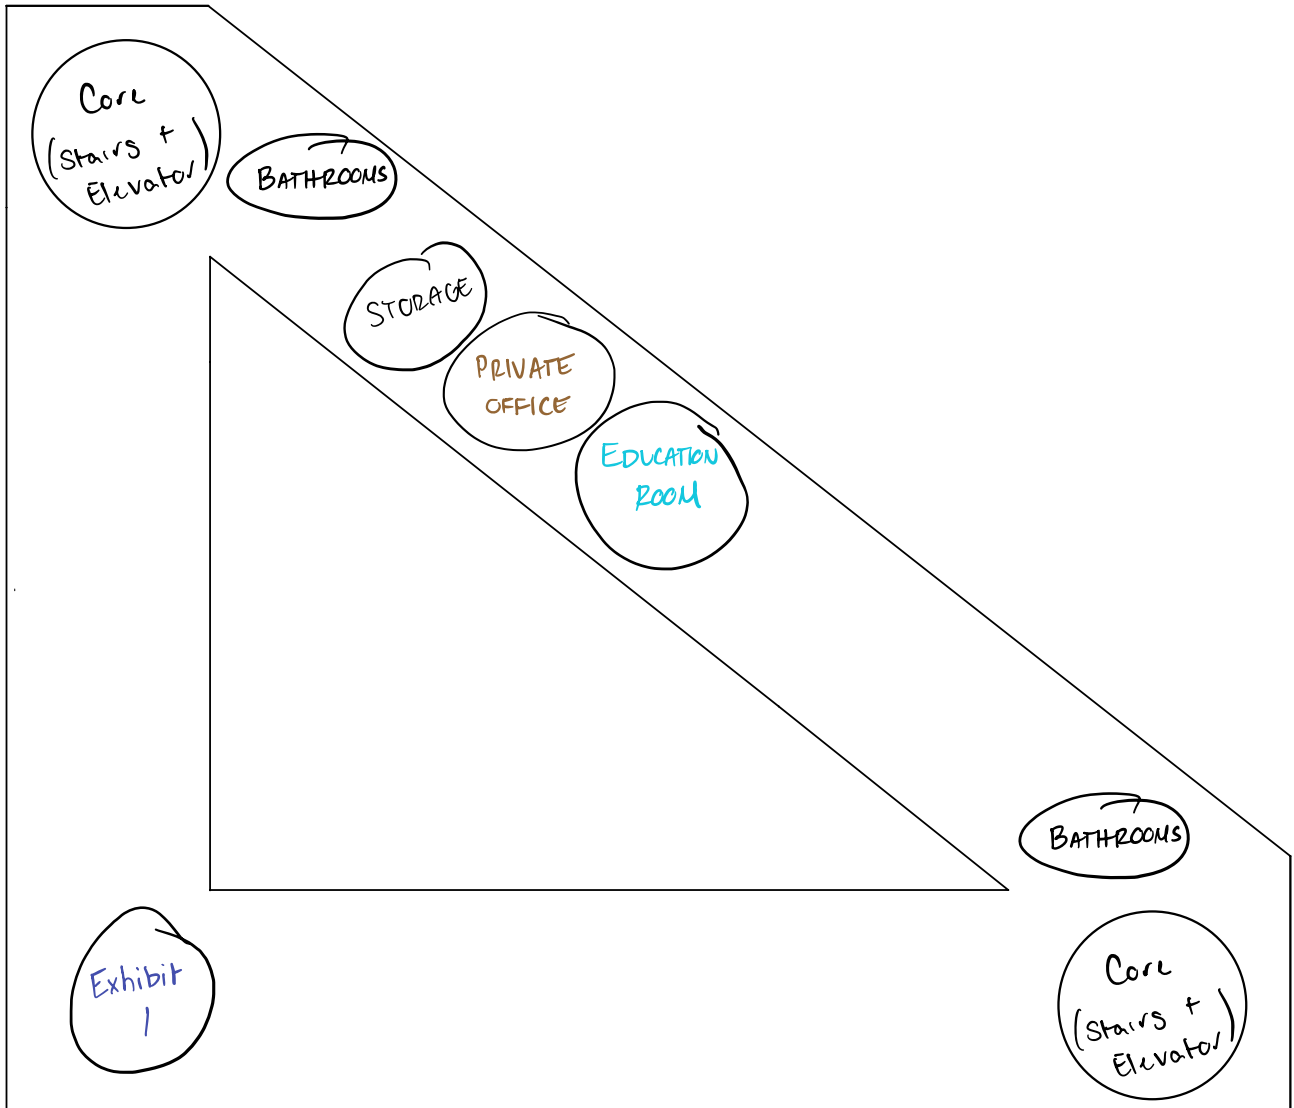 Core
(Stairs +
Elevator)
BATHROOMS
STORAGE
PRIVATE
OFFICE
EDUCATION
ROOM
BATHROOMS
Exhibit
1
Core
(Stairs +
Elevator)